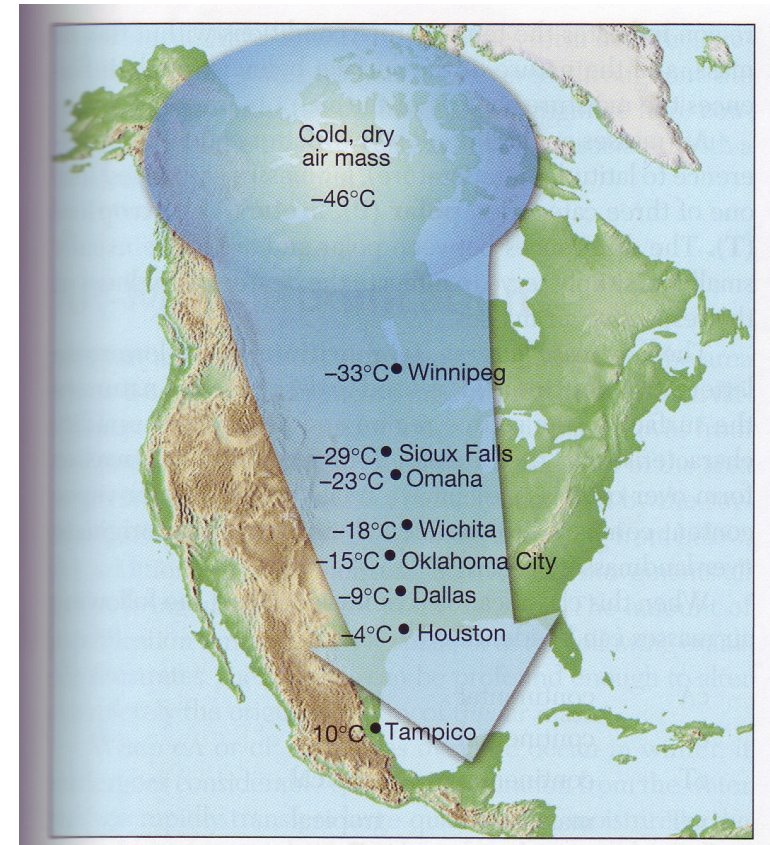 Cold, dry
air mass
–46°C
–33°C Winnipeg
–29°C Sioux Falls
–23°C Omaha
–18°C Wichita
–15°C Oklahoma City
–9°C Dallas
–4°C Houston
10°C Tampico